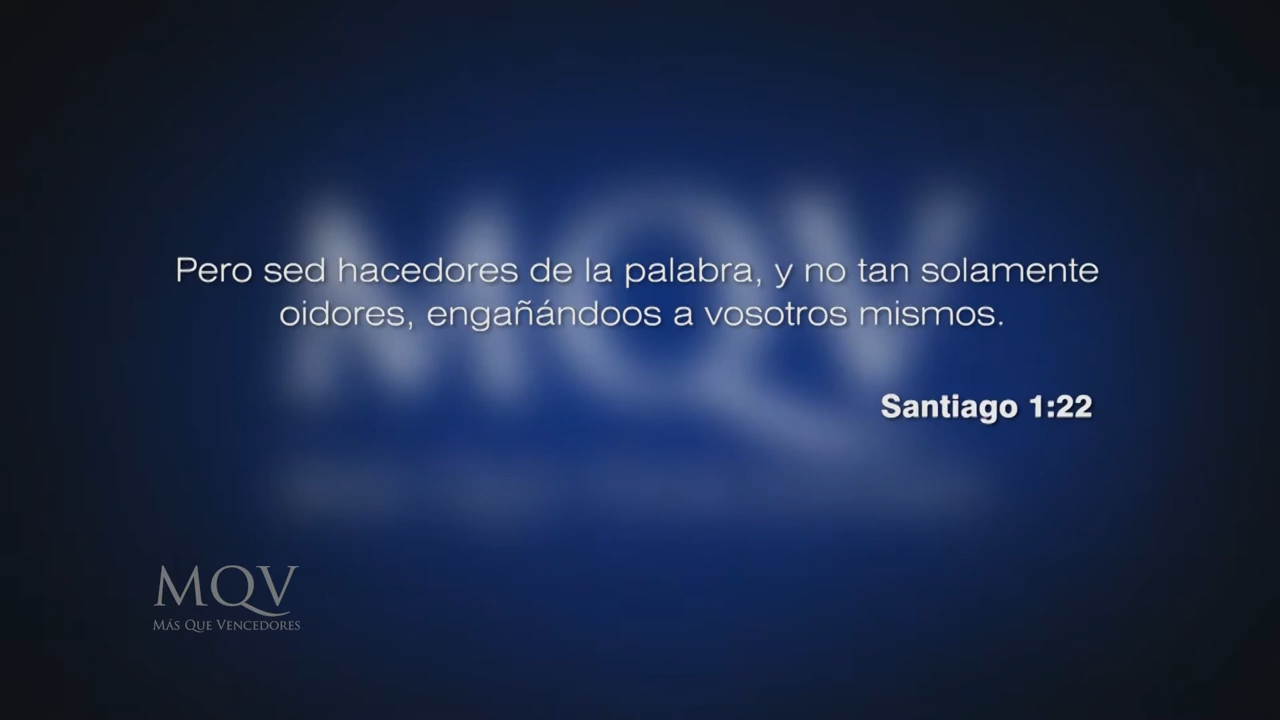 Pero sed hacedores de la palabra, y no tan solamente
oidores, engañándoos a vosotros mismos.
Santiago 1:22
MQV
MÁS QUE VENCEDORES